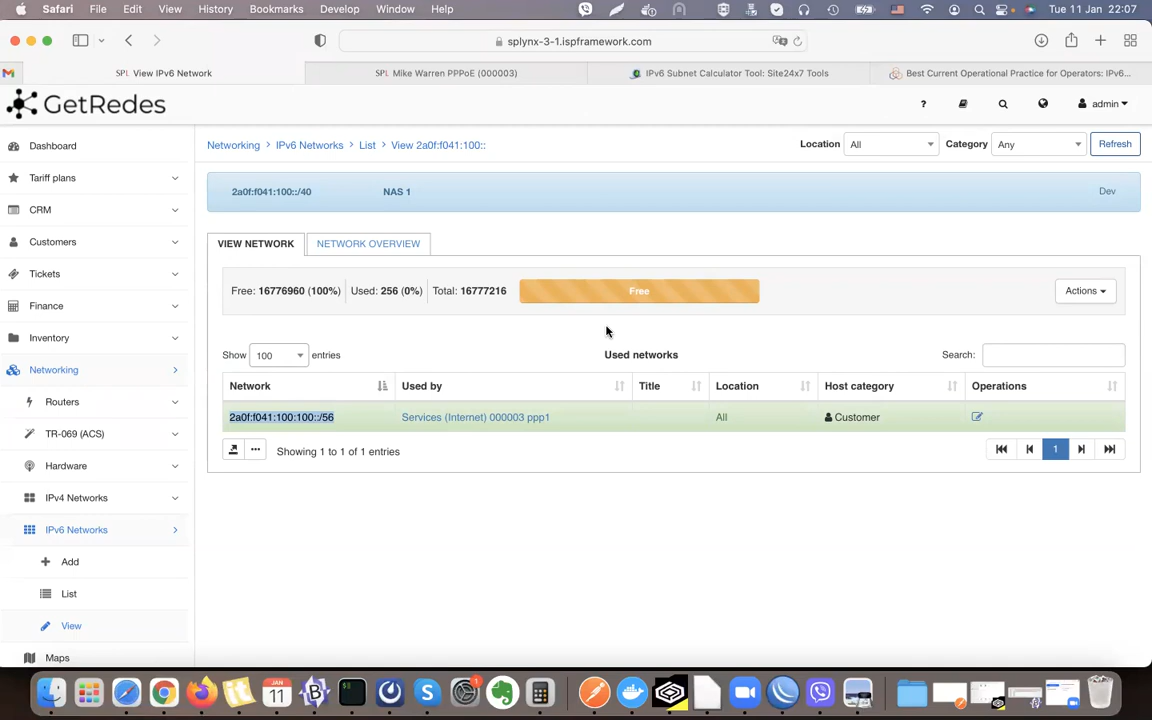 Safari File Edit View History Bookmarks Develop Window Help
Tue 11 Jan 22:07
splynx-3-1.ispframework.com
SPL View IPv6 Network
SPL Mike Warren PPPoE (000003)
IPv6 Subnet Calculator Tool: Site24x7 Tools
Best Current Operational Practice for Operators: IPv6...
GetRedes
? admin
Dashboard
Tariff plans
CRM
Customers
Tickets
Finance
Inventory
Networking
Routers
TR-069 (ACS)
Hardware
IPv4 Networks
IPv6 Networks
Add
List
View
Maps
Networking > IPv6 Networks > List > View 2a0f:f041:100::
Location All Category Any Refresh
2a0f:f041:100::/40 NAS 1 Dev
VIEW NETWORK NETWORK OVERVIEW
Free: 16776960 (100%) Used: 256 (0%) Total: 16777216 Free Actions
Show 100 entries Used networks Search:
Network Used by Title Location Host category Operations
2a0f:f041:100:100::/56 Services (Internet) 000003 ppp1 All Customer
... Showing 1 to 1 of 1 entries 1
JAN
11
1